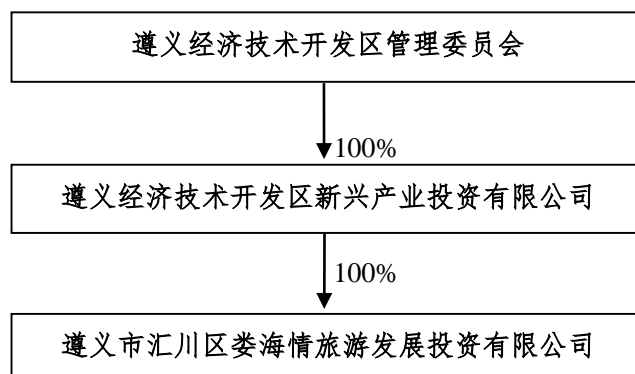 遵义经济技术开发区管理委员会
100%
遵义经济技术开发区新兴产业投资有限公司
100%
遵义市汇川区娄海情旅游发展投资有限公司